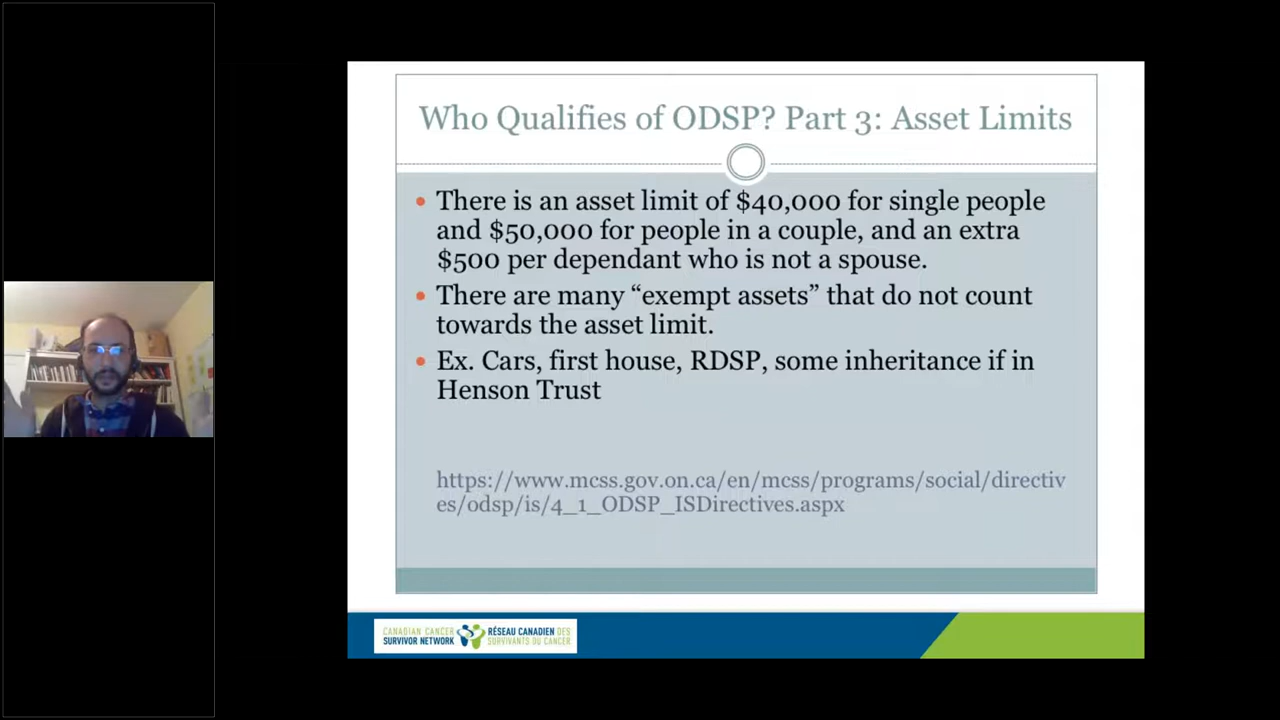 Who Qualifies of ODSP? Part 3: Asset Limits
There is an asset limit of $40,000 for single people
and $50,000 for people in a couple, and an extra
$500 per dependant who is not a spouse.
There are many “exempt assets” that do not count
towards the asset limit.
Ex. Cars, first house, RDSP, some inheritance if in
Henson Trust
https://www.mcss.gov.on.ca/en/mcss/programs/social/directiv
es/odsp/is/4_1_ODSP_ISDirectives.aspx
CANADIAN CANCER
SURVIVOR NETWORK
RÉSEAU CANADIEN DES
SURVIVANTS DU CANCER